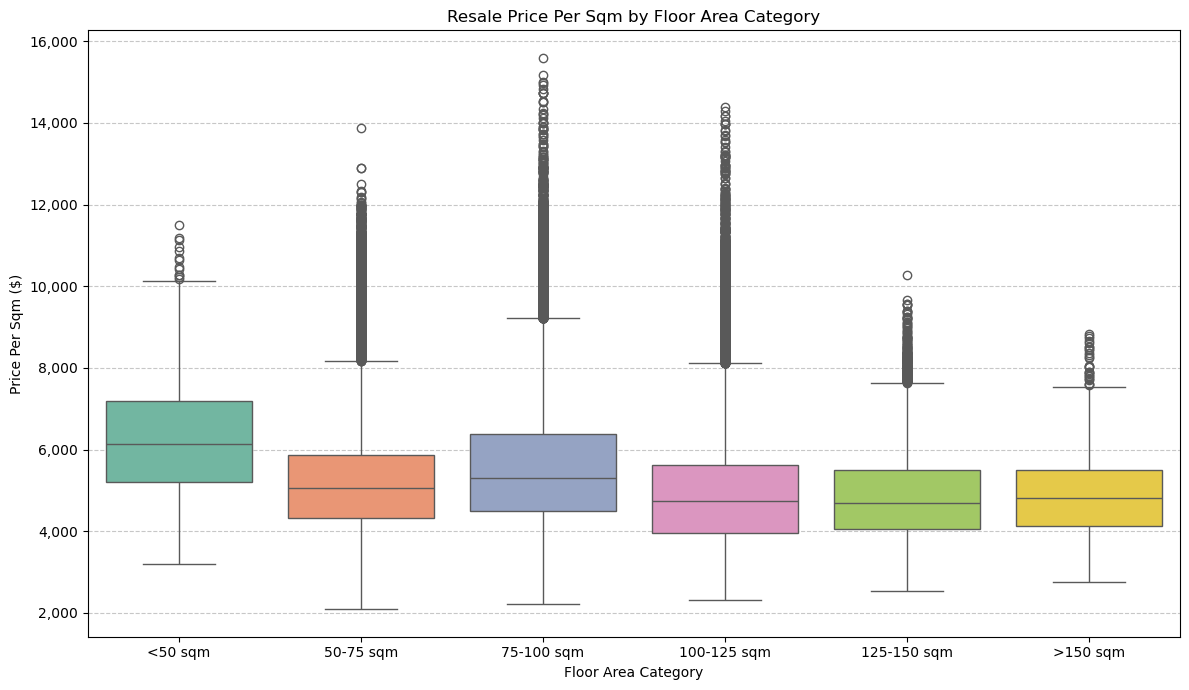 Resale Price Per Sqm by Floor Area Category
16,000
14,000
12,000
10,000
8,000
6,000
4,000
2,000
Price Per Sqm ($)
<50 sqm
50-75 sqm
75-100 sqm
100-125 sqm
125-150 sqm
>150 sqm
Floor Area Category